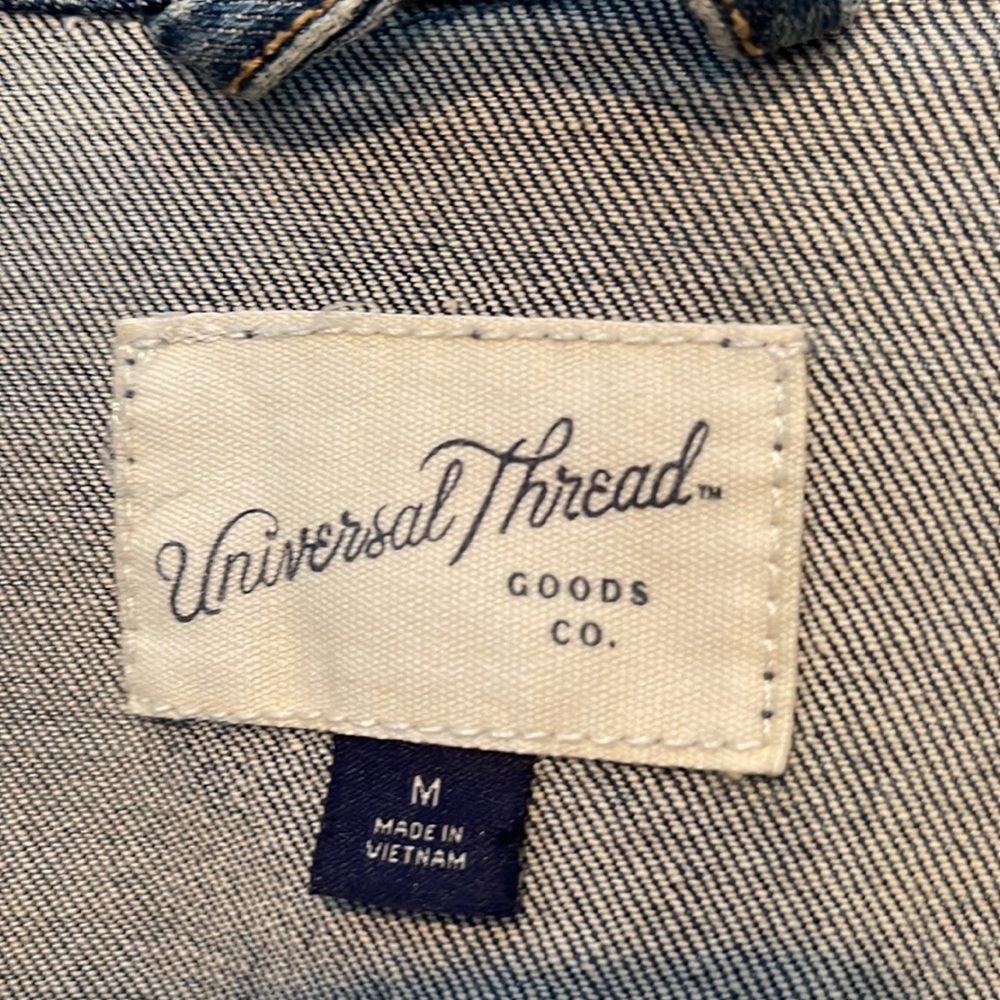 Universal Thread™
GOODS
CO.
M
MADE IN
VIETNAM